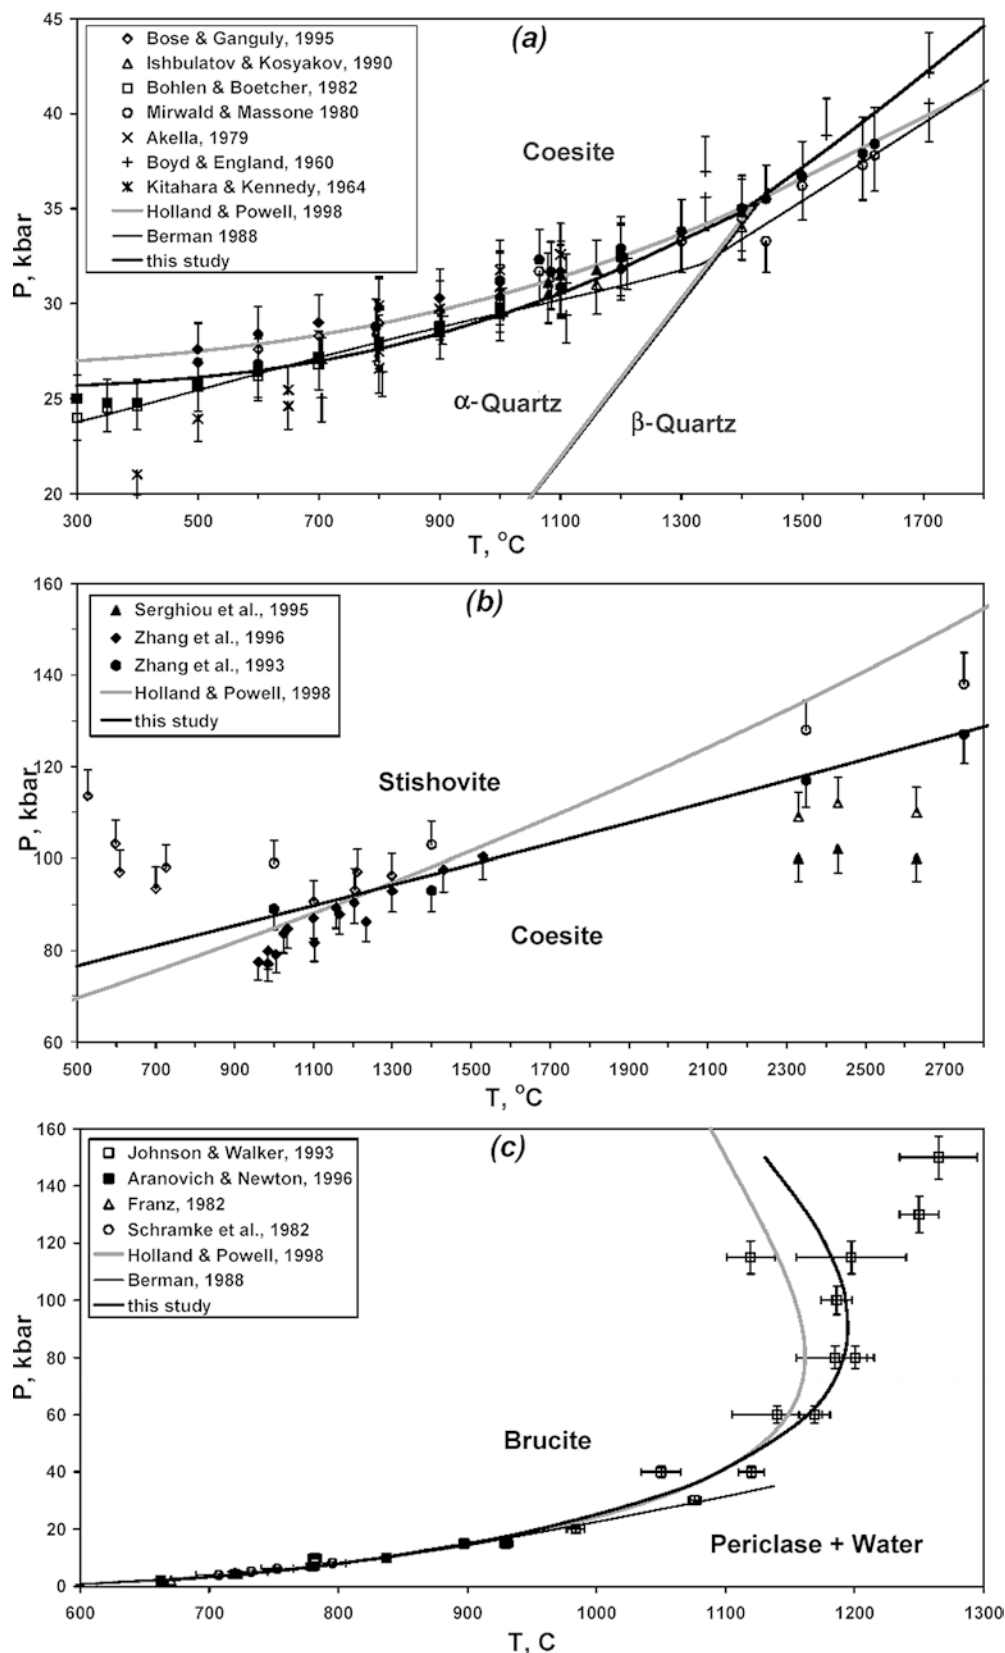 (a)
Bose & Ganguly, 1995
Ishbulatov & Kosyakov, 1990
Bohlen & Boetcher, 1982
Mirwald & Massone 1980
Akella, 1979
Boyd & England, 1960
Kitahara & Kennedy, 1964
Holland & Powell, 1998
Berman 1988
this study
Coesite
α-Quartz
β-Quartz
P, kbar
45
40
35
30
25
20
300
500
700
900
1100
1300
1500
1700
T, °C
(b)
Serghiou et al., 1995
Zhang et al., 1996
Zhang et al., 1993
Holland & Powell, 1998
this study
Stishovite
Coesite
P, kbar
160
140
120
100
80
60
500
700
900
1100
1300
1500
1700
1900
2100
2300
2500
2700
T, °C
(c)
Johnson & Walker, 1993
Aranovich & Newton, 1996
Franz, 1982
Schramke et al., 1982
Holland & Powell, 1998
Berman, 1988
this study
Brucite
Periclase + Water
P, kbar
160
140
120
100
80
60
40
20
0
600
700
800
900
1000
1100
1200
1300
T, C